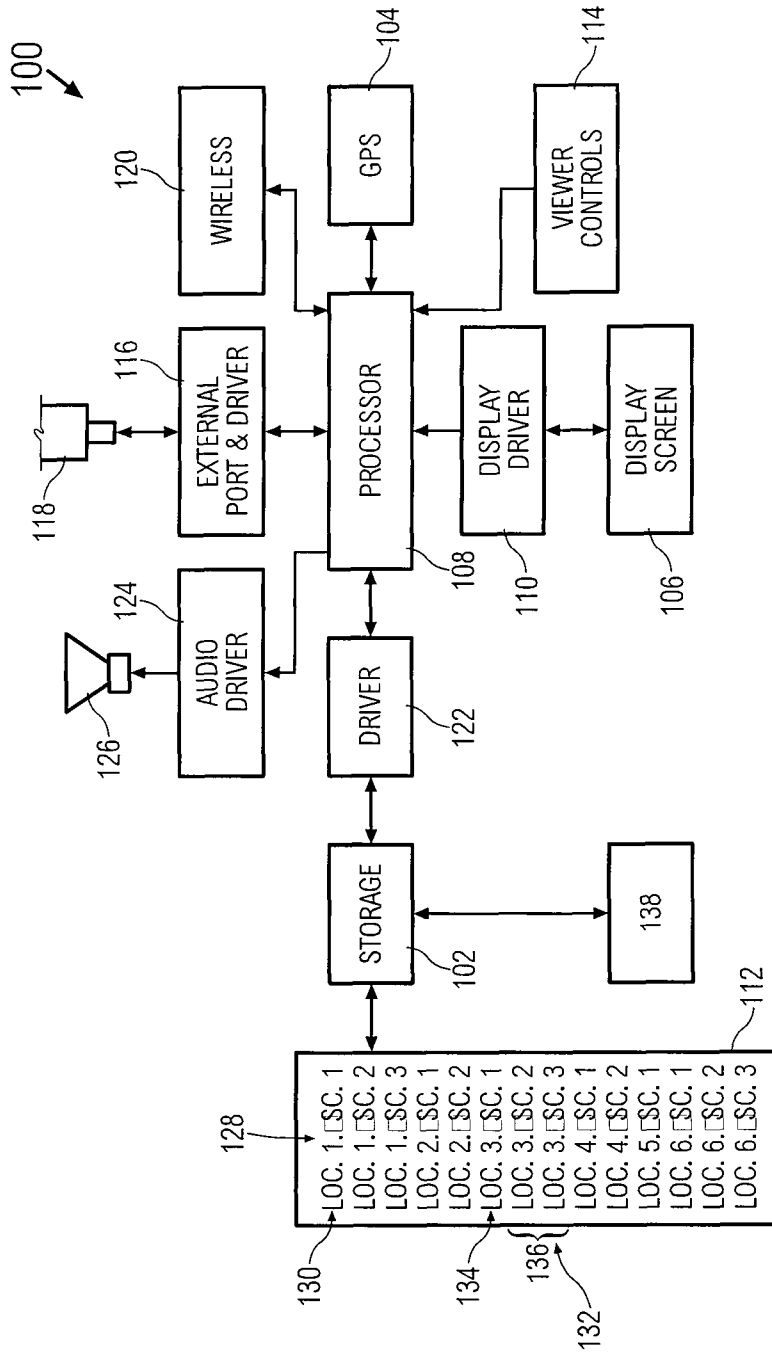 100
118
126
124
116
120
AUDIO
DRIVER
EXTERNAL
PORT & DRIVER
WIRELESS
130
128
LOC. 1.□SC. 1
LOC. 1.□SC. 2
LOC. 1.□SC. 3
LOC. 2.□SC. 1
LOC. 2.□SC. 2
LOC. 3.□SC. 1
LOC. 3.□SC. 2
LOC. 3.□SC. 3
LOC. 4.□SC. 1
LOC. 4.□SC. 2
LOC. 5.□SC. 1
LOC. 6.□SC. 1
LOC. 6.□SC. 2
LOC. 6.□SC. 3
134
136
132
112
STORAGE
102
DRIVER
122
PROCESSOR
108
GPS
104
138
DISPLAY
DRIVER
110
VIEWER
CONTROLS
114
DISPLAY
SCREEN
106